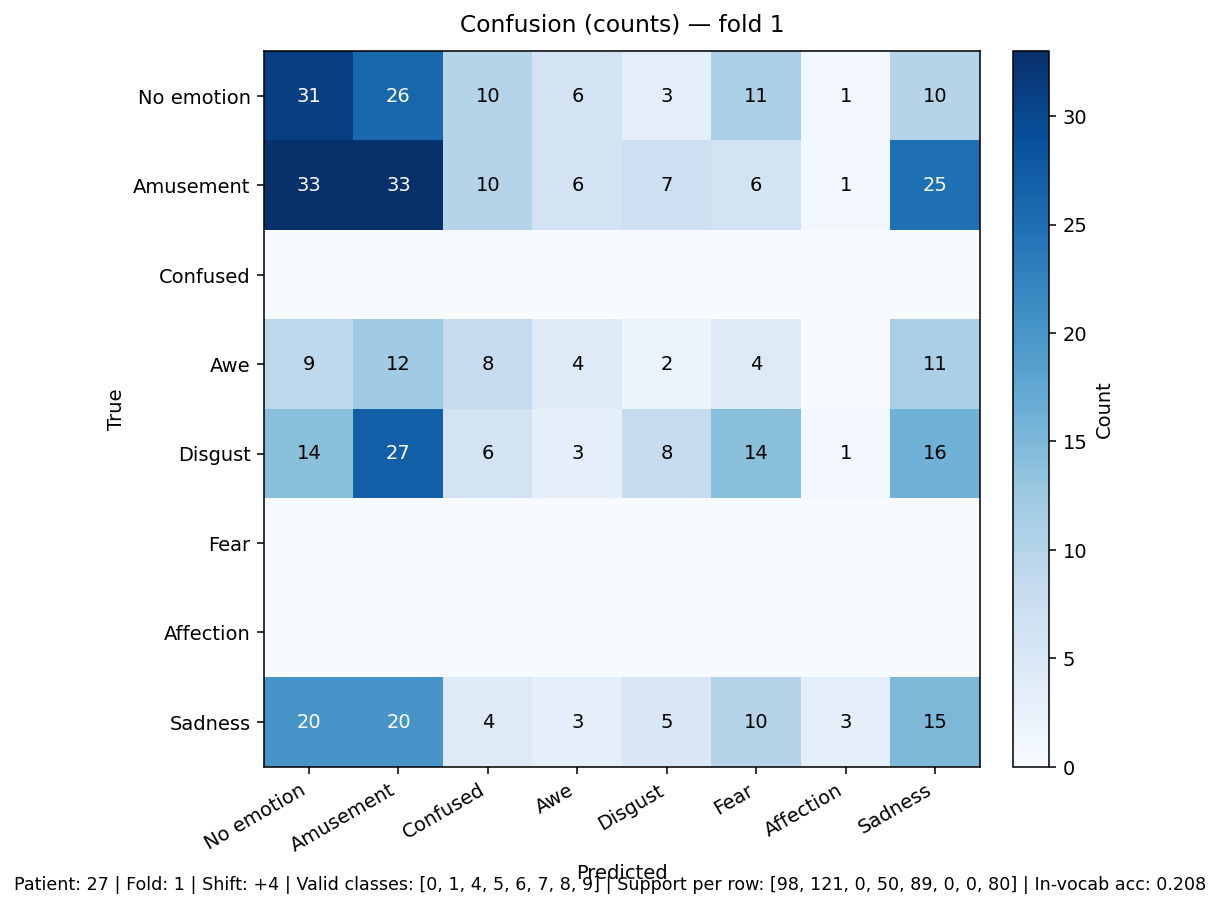 Confusion (counts) — fold 1
No emotion 31 26 10 6 3 11 1 10
Amusement 33 33 10 6 7 6 1 25
Confused
Awe 9 12 8 4 2 4 11
Disgust 14 27 6 3 8 14 1 16
Fear
Affection
Sadness 20 20 4 3 5 10 3 15
True
No emotion Amusement Confused Awe Disgust Fear Affection Sadness
Predicted
30
25
20
15
10
5
0
Count
Patient: 27 | Fold: 1 | Shift: +4 | Valid classes: [0, 1, 4, 5, 6, 7, 8, 9] | Support per row: [98, 121, 0, 50, 89, 0, 0, 80] | In-vocab acc: 0.208